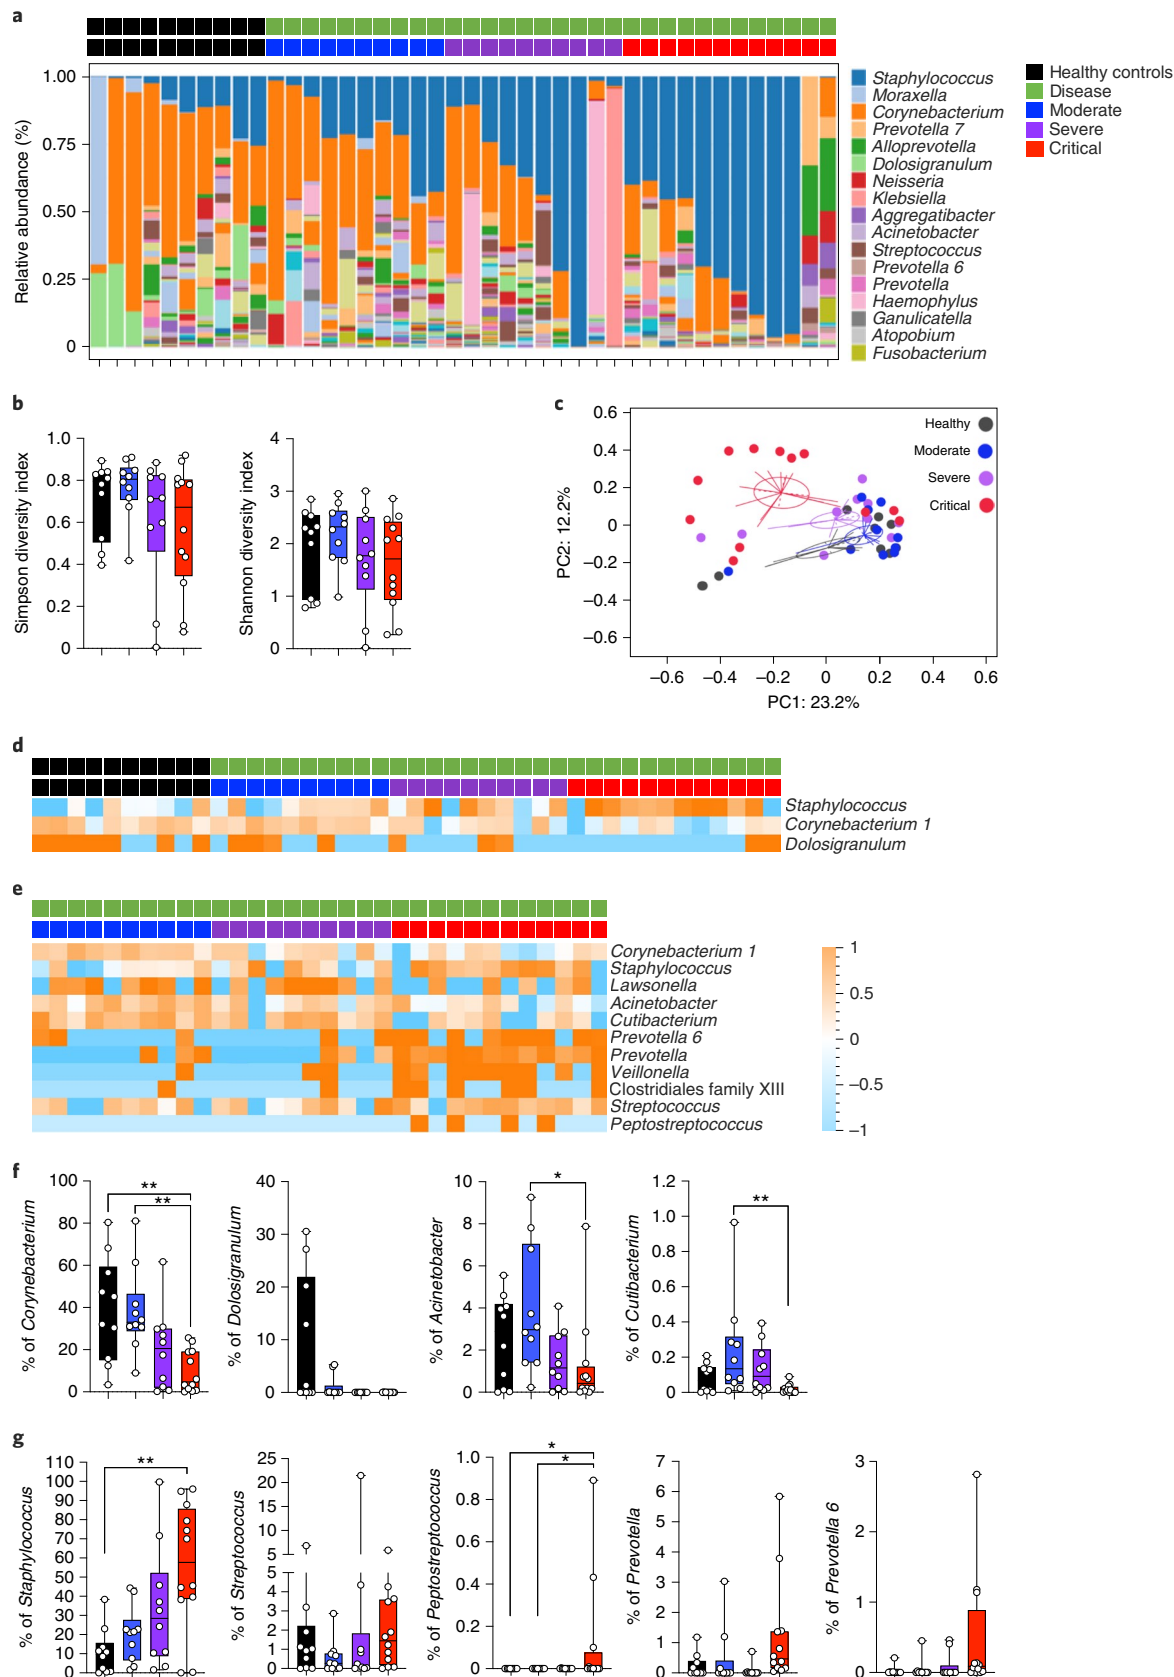 a
1.00
0.75
0.50
0.25
0
Relative abundance (%)
Staphylococcus
Moraxella
Corynebacterium
Prevotella 7
Alloprevotella
Dolosigranulum
Neisseria
Klebsiella
Aggregatibacter
Acinetobacter
Streptococcus
Prevotella 6
Prevotella
Haemophylus
Ganulicatella
Atopobium
Fusobacterium
Healthy controls
Disease
Moderate
Severe
Critical
b
Simpson diversity index
1.0
0.8
0.6
0.4
0.2
0
Shannon diversity index
4
3
2
1
0
c
PC2: 12.2%
0.6
0.4
0.2
0
–0.2
–0.4
–0.6
Healthy
Moderate
Severe
Critical
–0.6 –0.4 –0.2 0 0.2 0.4 0.6
PC1: 23.2%
d
Staphylococcus
Corynebacterium 1
Dolosigranulum
e
Corynebacterium 1
Staphylococcus
Lawsonella
Acinetobacter
Cutibacterium
Prevotella 6
Prevotella
Veillonella
Clostridiales family XIII
Streptococcus
Peptostreptococcus
1
0.5
0
–0.5
–1
f
% of Corynebacterium
100
80
60
40
20
0
**
**
% of Dolosigranulum
40
30
20
10
0
% of Acinetobacter
10
8
6
4
2
0
*
% of Cutibacterium
1.2
1.0
0.8
0.6
0.4
0.2
0
**
g
% of Staphylococcus
110
100
90
80
70
60
50
40
30
20
10
0
**
% of Streptococcus
25
20
15
10
5
5
4
3
2
1
0
% of Peptostreptococcus
1.0
0.8
0.6
0.4
0.2
0
*
*
% of Prevotella
7
6
5
4
3
2
1
0
% of Prevotella 6
3
2
1
0